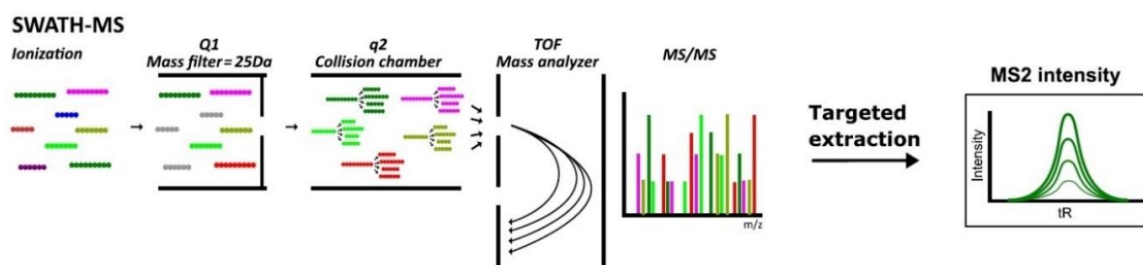 SWATH-MS
Ionization
Q1
Mass filter = 25Da
q2
Collision chamber
TOF
Mass analyzer
MS/MS
m/z
Targeted
extraction
MS2 intensity
Intensity
tR